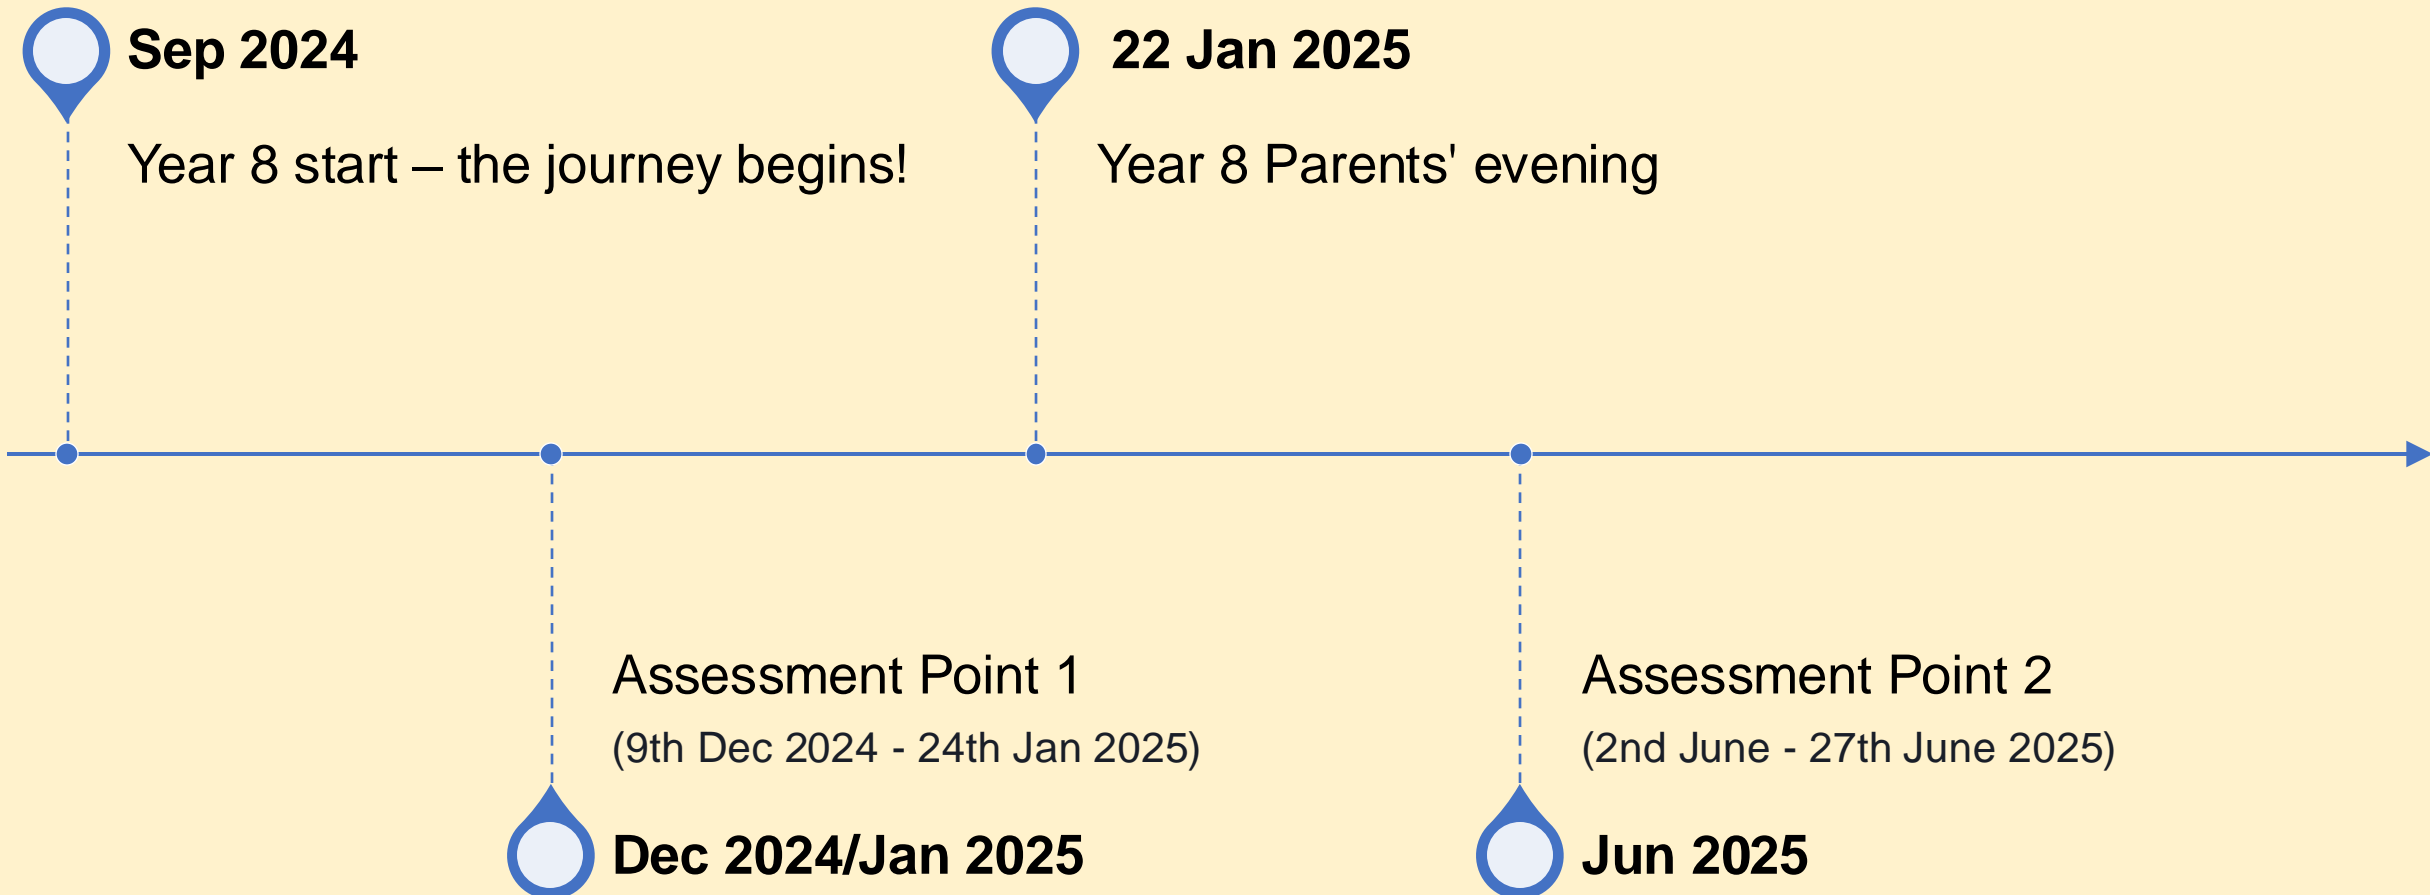 Sep 2024
Year 8 start – the journey begins!
22 Jan 2025
Year 8 Parents' evening
Assessment Point 1
(9th Dec 2024 - 24th Jan 2025)
Dec 2024/Jan 2025
Assessment Point 2
(2nd June - 27th June 2025)
Jun 2025